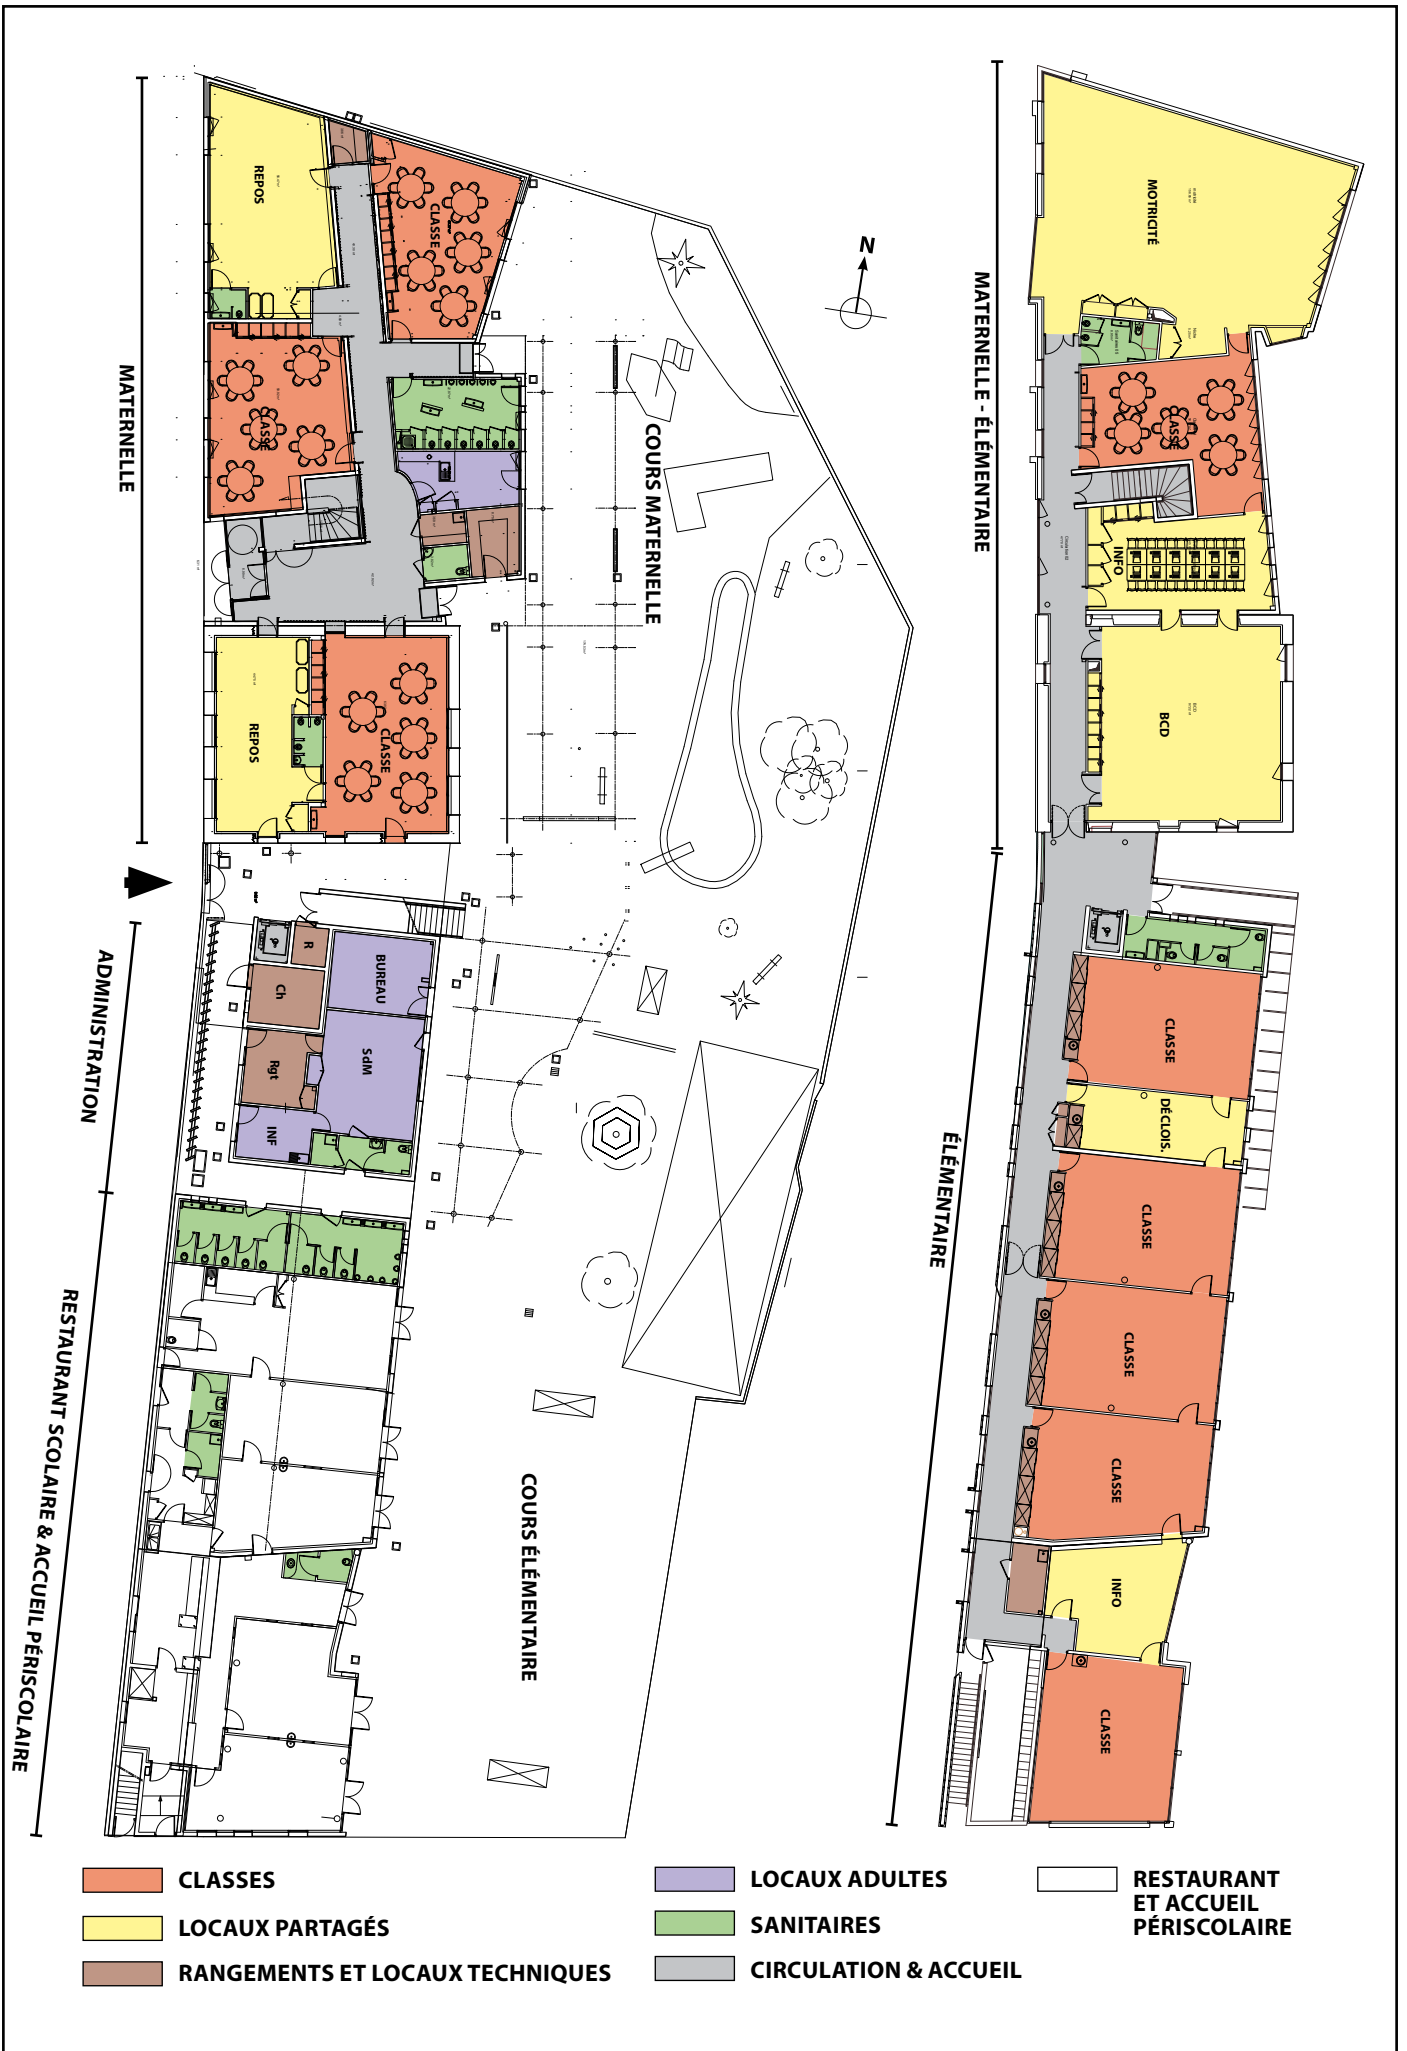 REPOS
CLASSE
CLASSE
REPOS
CLASSE
MATERNELLE
COURS MATERNELLE
N
MATERNELLE - ÉLÉMENTAIRE
MOTRICITÉ
CLASSE
INFO
BCD
BCD
ADMINISTRATION
R
Ch
Rgt
BUREAU
SdM
INF
RESTAURANT SCOLAIRE & ACCUEIL PÉRISCOLAIRE
COURS ÉLÉMENTAIRE
ÉLÉMENTAIRE
CLASSE
DÉCLOIS.
CLASSE
CLASSE
CLASSE
INFO
CLASSE
CLASSES
LOCAUX PARTAGÉS
RANGEMENTS ET LOCAUX TECHNIQUES
LOCAUX ADULTES
SANITAIRES
CIRCULATION & ACCUEIL
RESTAURANT
ET ACCUEIL
PÉRISCOLAIRE